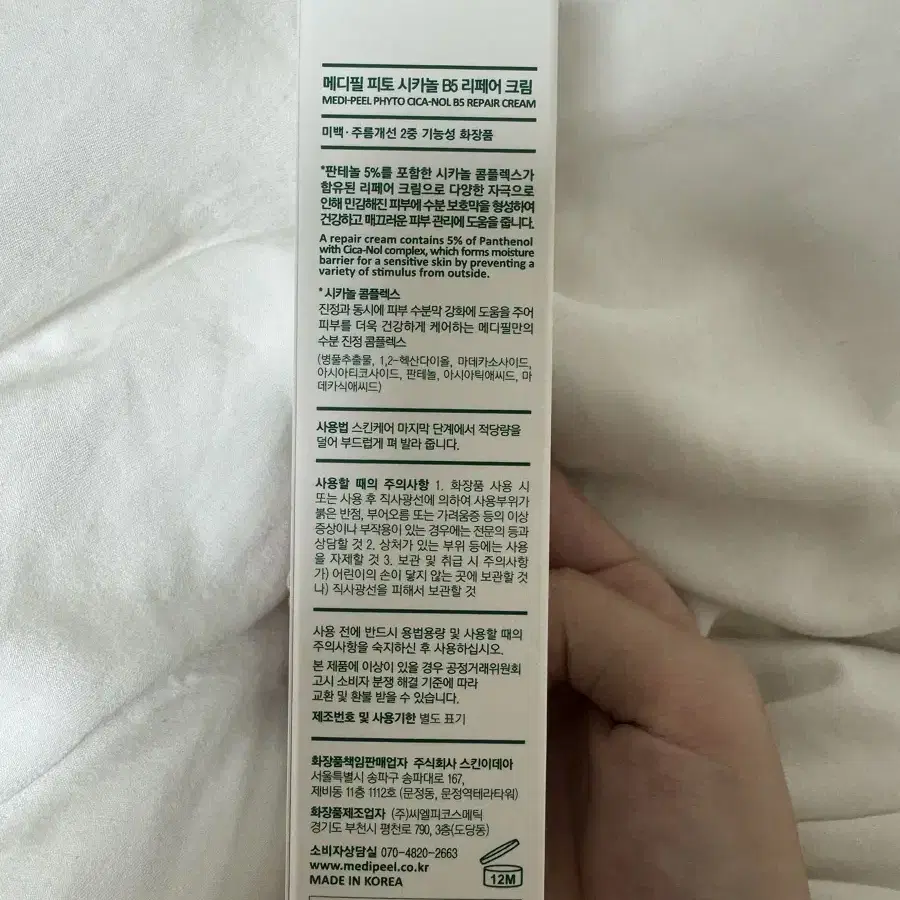 메디필 피토 시카놀 B5 리페어 크림
MEDI-PEEL PHYTO CICA-NOL B5 REPAIR CREAM
미백·주름개선 2중 기능성 화장품
*판테놀 5%를 포함한 시카놀 콤플렉스가
함유된 리페어 크림으로 다양한 자극으로
인해 민감해진 피부에 수분 보호막을 형성하여
건강하고 매끄러운 피부 관리에 도움을 줍니다.
A repair cream contains 5% of Panthenol
with Cica-Nol complex, which forms moisture
barrier for a sensitive skin by preventing a
variety of stimulus from outside.
* 시카놀 콤플렉스
진정과 동시에 피부 수분막 강화에 도움을 주어
피부를 더욱 건강하게 케어하는 메디필만의
수분 진정 콤플렉스
(병풀추출물, 1,2-헥산다이올, 마데카소사이드,
아시아티코사이드, 판테놀, 아시아틱애씨드, 마
데카식애씨드)
사용법 스킨케어 마지막 단계에서 적당량을
덜어 부드럽게 펴 발라 줍니다.
사용할 때의 주의사항 1. 화장품 사용 시
또는 사용 후 직사광선에 의하여 사용부위가
붉은 반점, 부어오름 또는 가려움증 등의 이상
증상이나 부작용이 있는 경우에는 전문의 등과
상담할 것 2. 상처가 있는 부위 등에는 사용
을 자제할 것 3. 보관 및 취급 시 주의사항
가) 어린이의 손이 닿지 않는 곳에 보관할 것
나) 직사광선을 피해서 보관할 것
사용 전에 반드시 용법용량 및 사용할 때의
주의사항을 숙지하신 후 사용하십시오.
본 제품에 이상이 있을 경우 공정거래위원회
고시 소비자 분쟁 해결 기준에 따라
교환 및 환불 받을 수 있습니다.
제조번호 및 사용기한 별도 표기
화장품책임판매업자 주식회사 스킨이데아
서울특별시 송파구 송파대로 167,
제비동 11층 1112호 (문정동, 문정역테라타워)
화장품제조업자 (주)씨엘피코스메틱
경기도 부천시 평천로 790, 3층(도당동)
소비자상담실 070-4820-2663
www.medipeel.co.kr
MADE IN KOREA
12M